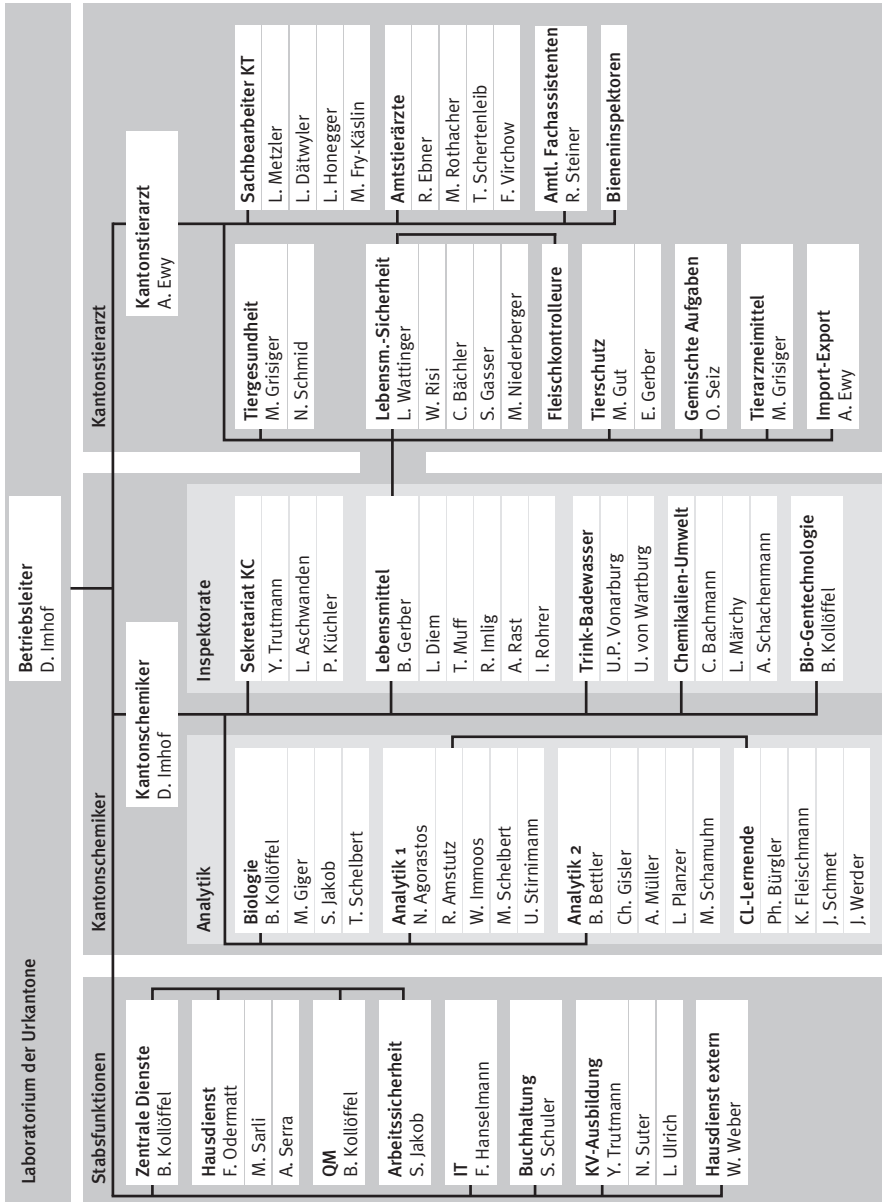 Laboratorium der Urkantone
Betriebsleiter
D. Imhof
Stabsfunktionen
Zentrale Dienste
B. Kollöffel
Hausdienst
F. Odermatt
M. Sarli
A. Serra
QM
B. Kollöffel
Arbeitssicherheit
S. Jakob
IT
F. Hanselmann
Buchhaltung
S. Schuler
KV-Ausbildung
Y. Trutmann
N. Suter
L. Ulrich
Hausdienst extern
W. Weber
Kantonschemiker
Kantonschemiker
D. Imhof
Analytik
Biologie
B. Kollöffel
M. Giger
S. Jakob
T. Schelbert
Analytik 1
N. Agorastos
R. Amstutz
W. Immoos
M. Schelbert
U. Stirnimann
Analytik 2
B. Bettler
Ch. Gisler
A. Müller
L. Planzer
M. Schamuhn
CL-Lernende
Ph. Bürgler
K. Fleischmann
J. Schmet
J. Werder
Inspektorate
Sekretariat KC
Y. Trutmann
L. Aschwanden
P. Küchler
Lebensmittel
B. Gerber
L. Diem
T. Muff
R. Imlig
A. Rast
I. Rohrer
Trink-Badewasser
U.P. Vonarburg
U. von Wartburg
Chemikalien-Umwelt
C. Bachmann
L. Märchy
A. Schachenmann
Bio-Gentechnologie
B. Kollöffel
Kantonstierarzt
Kantonstierarzt
A. Ewy
Tiergesundheit
M. Grisiger
N. Schmid
Lebensm.-Sicherheit
L. Wattinger
W. Risi
C. Bächler
S. Gasser
M. Niederberger
Fleischkontrolleure
Tierschutz
M. Gut
E. Gerber
Gemischte Aufgaben
O. Seiz
Tierarzneimittel
M. Grisiger
Import-Export
A. Ewy
Sachbearbeiter KT
L. Metzler
L. Dätwyler
L. Honegger
M. Fry-Käslin
Amtstierärzte
R. Ebner
M. Rothacher
T. Schertenleib
F. Virchow
Amtl. Fachassistenten
R. Steiner
Bieneninspektoren